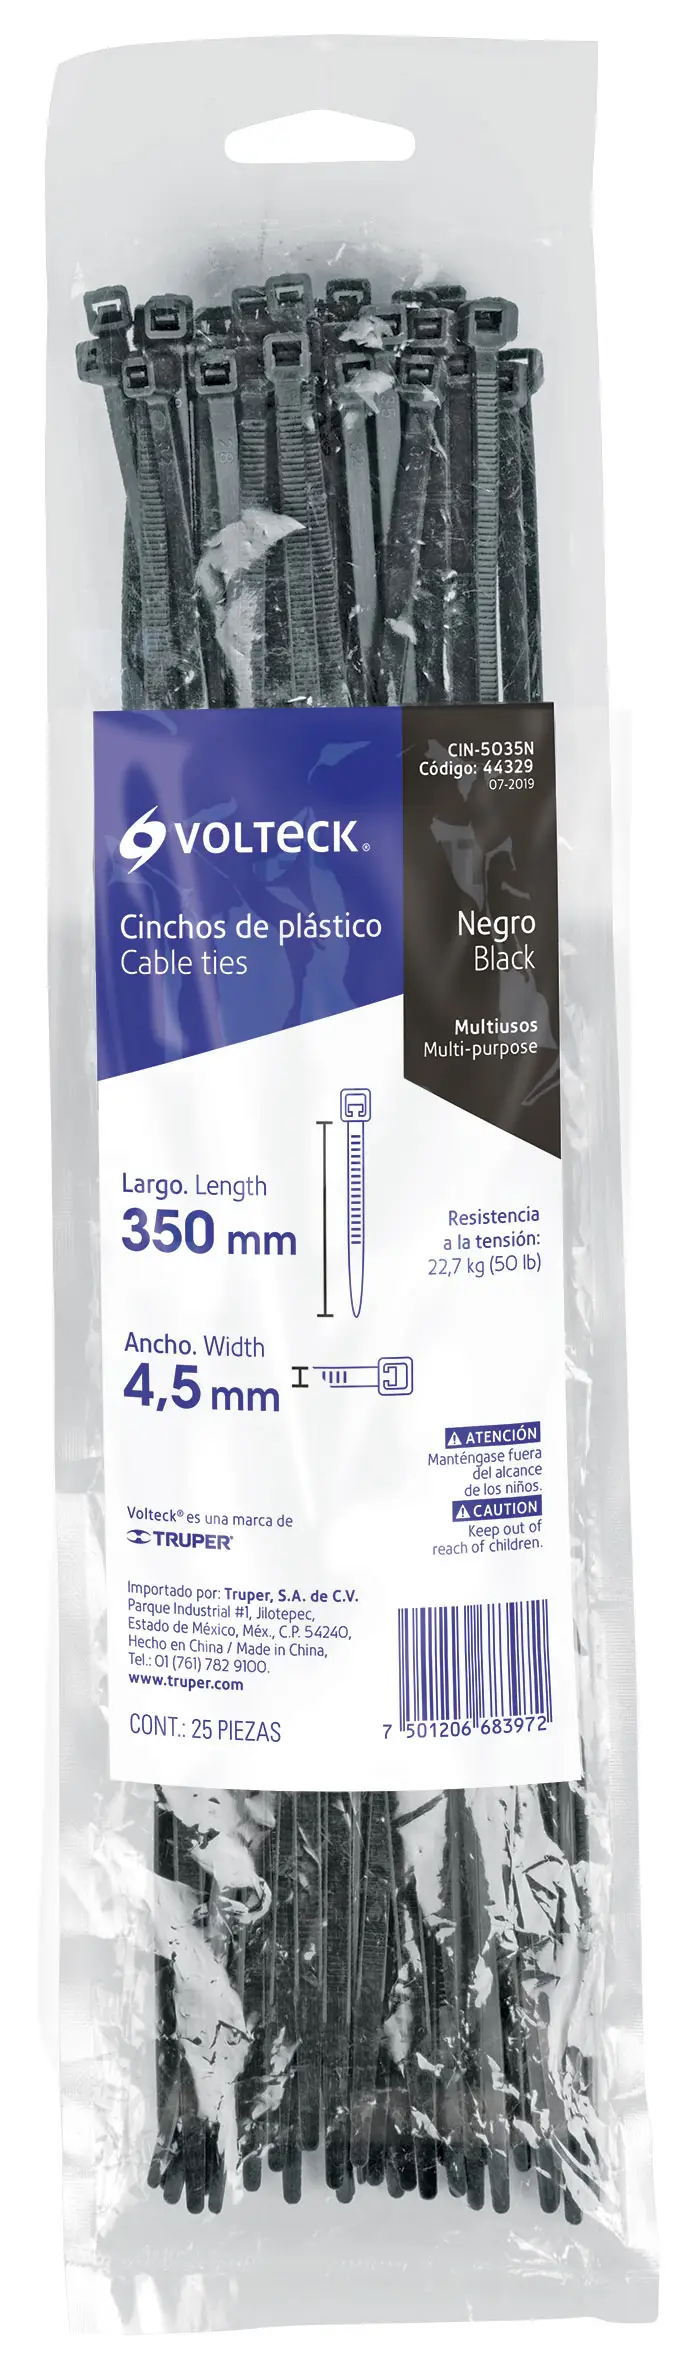 CIN-5035N
Código: 44329
07-2019
VOLTECK®
Cinchos de plástico
Cable ties
Negro
Black
Multiusos
Multi-purpose
Largo. Length
350 mm
Resistencia
a la tensión:
22,7 kg (50 lb)
Ancho. Width
4,5 mm
ATENCIÓN
Manténgase fuera
del alcance
de los niños.
CAUTION
Keep out of
reach of children.
Volteck® es una marca de
TRUPER®
Importado por: Truper, S.A. de C.V.
Parque Industrial #1, Jilotepec,
Estado de México, Méx., C.P. 54240,
Hecho en China / Made in China,
Tel.: 01 (761) 782 9100.
www.truper.com
CONT.: 25 PIEZAS
7 501206 683972